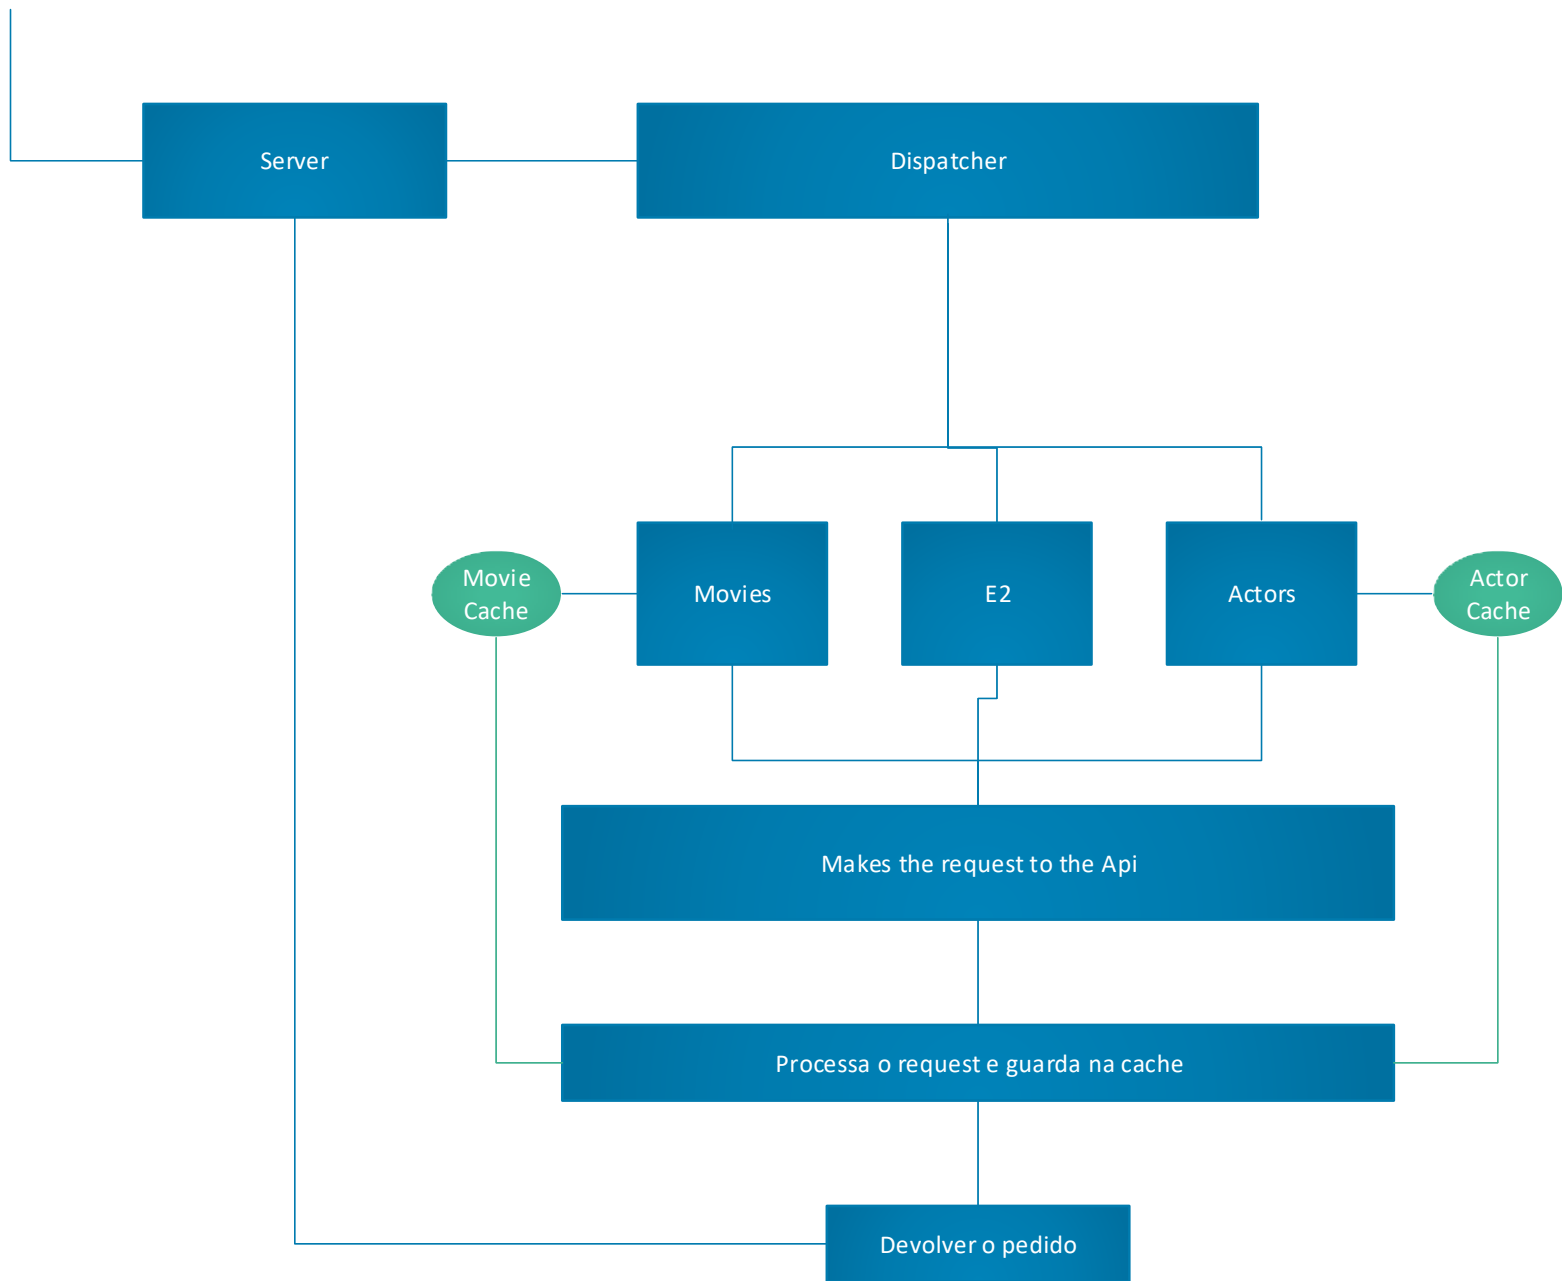 Server
Dispatcher
Movie
Cache
Movies
E2
Actors
Actor
Cache
Makes the request to the Api
Processa o request e guarda na cache
Devolver o pedido